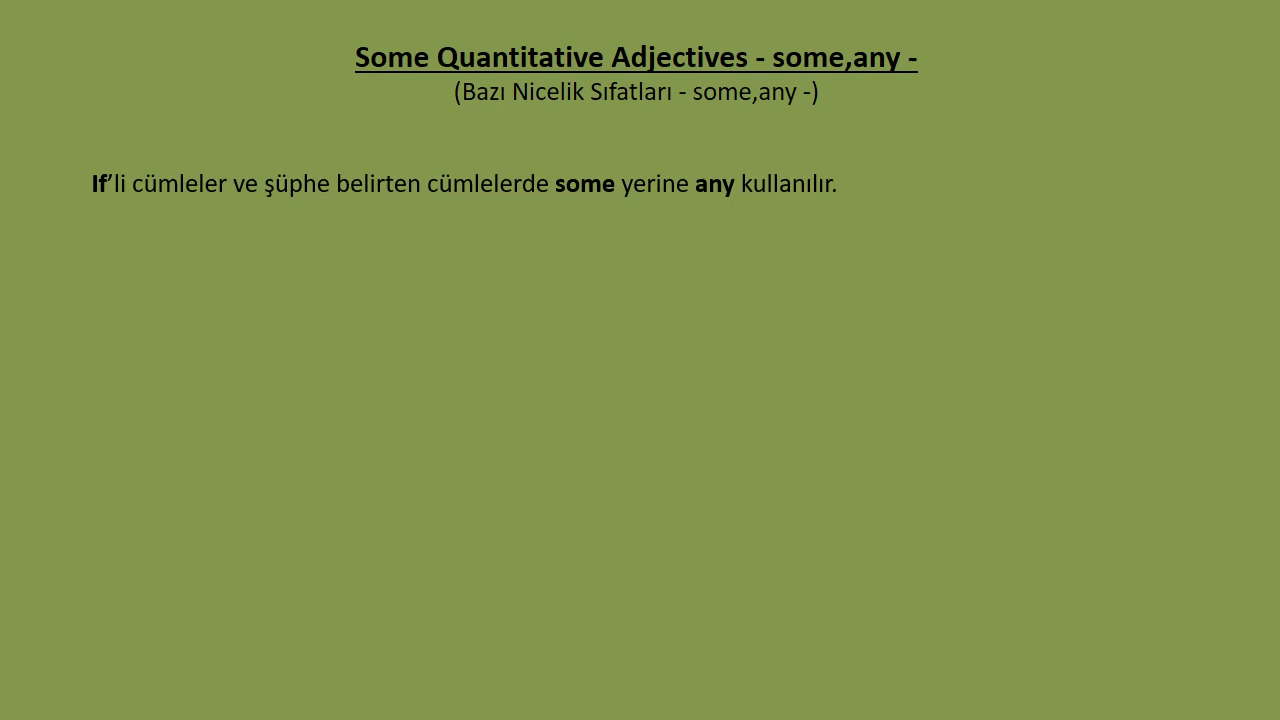 Some Quantitative Adjectives - some,any -
(Bazı Nicelik Sıfatları - some,any -)
If’li cümleler ve şüphe belirten cümlelerde some yerine any kullanılır.